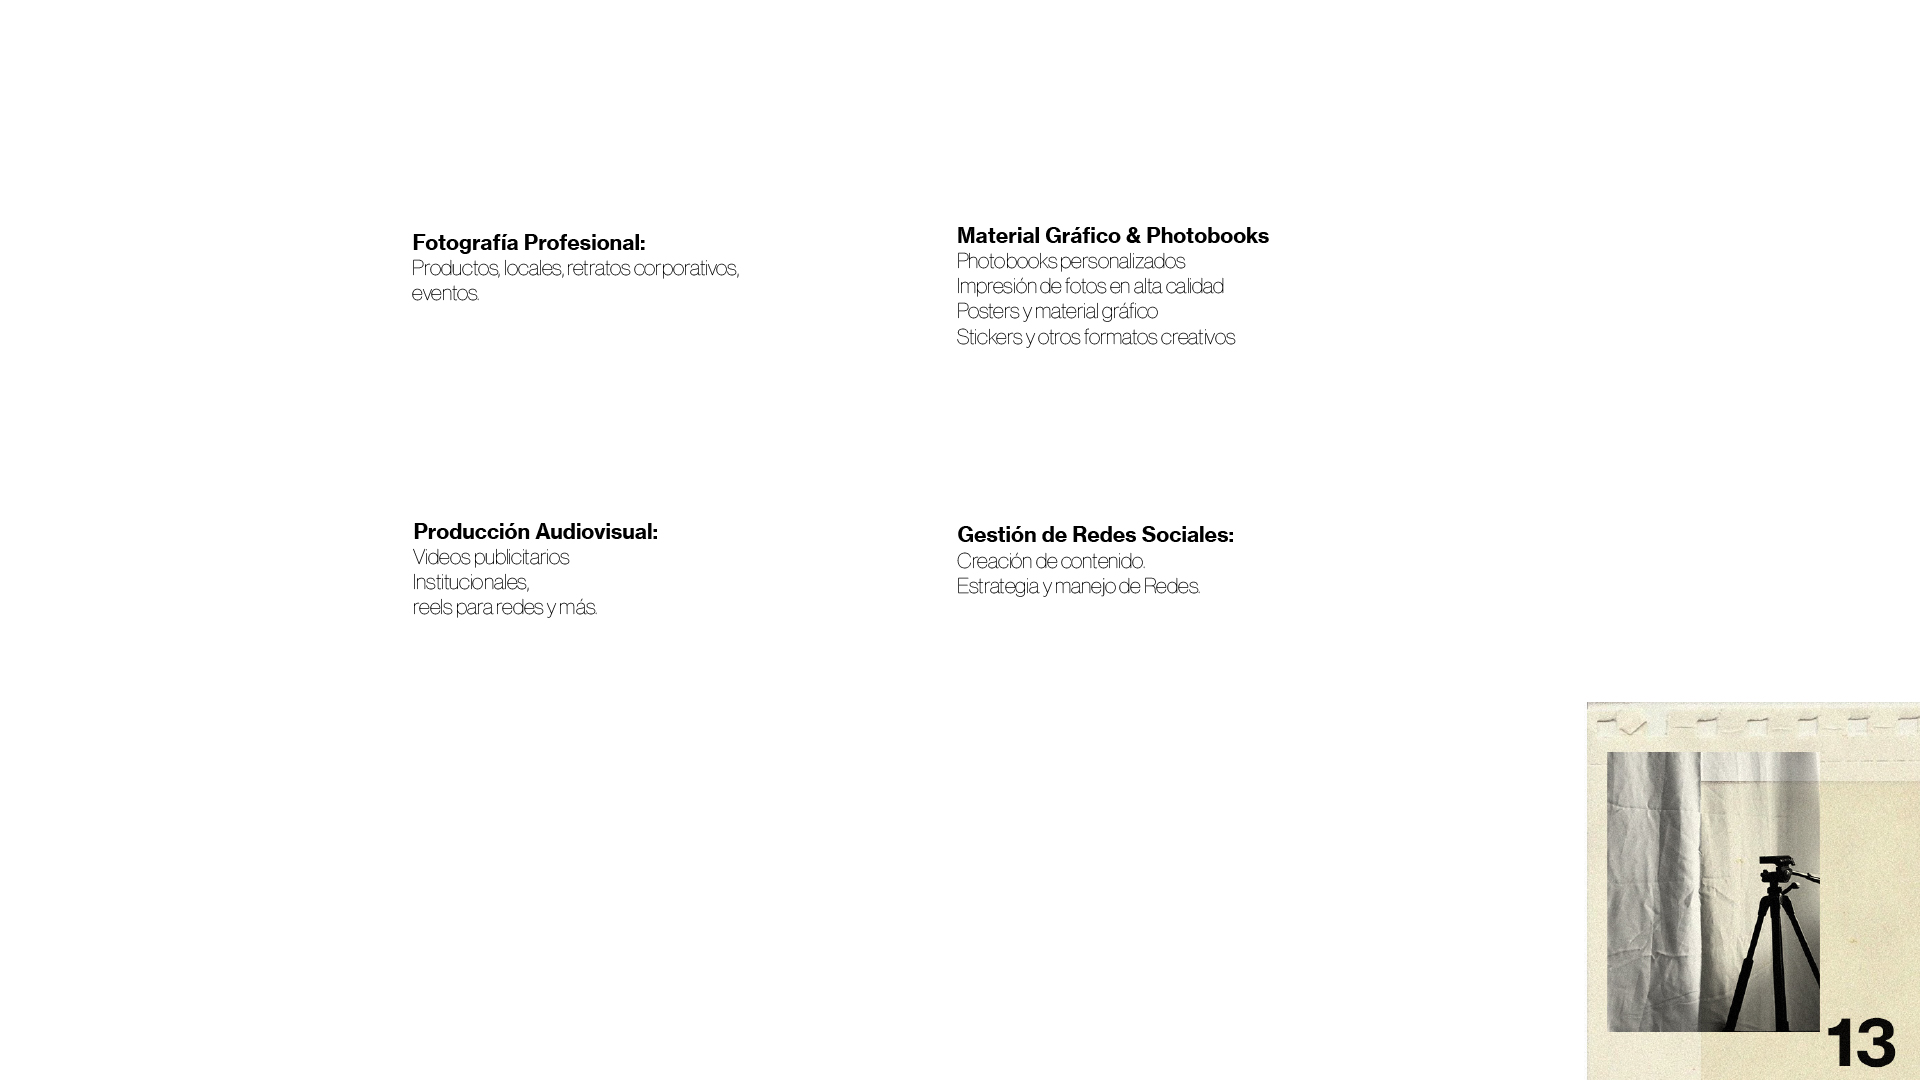 Fotografía Profesional:
Productos, locales, retratos corporativos,
eventos.
Material Gráfico & Photobooks
Photobooks personalizados
Impresión de fotos en alta calidad
Posters y material gráfico
Stickers y otros formatos creativos
Producción Audiovisual:
Videos publicitarios
Institucionales,
reels para redes y más.
Gestión de Redes Sociales:
Creación de contenido.
Estrategia y manejo de Redes.
13